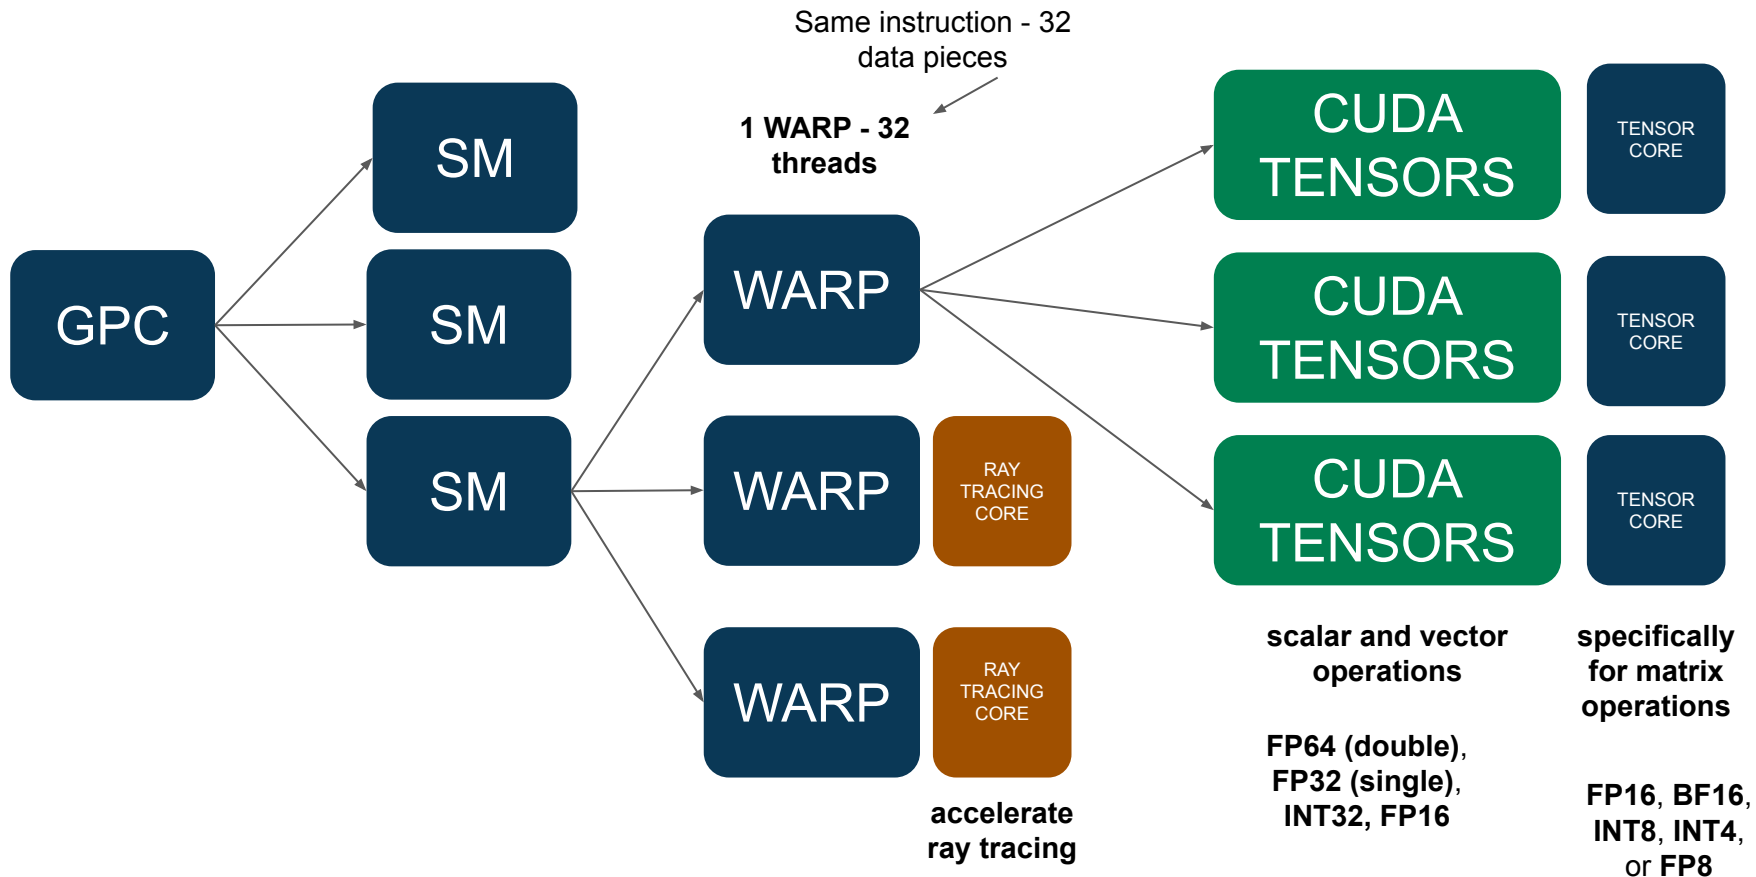 Same instruction - 32
data pieces
1 WARP - 32
threads
GPC
SM
SM
SM
WARP
WARP
WARP
RAY
TRACING
CORE
RAY
TRACING
CORE
accelerate
ray tracing
CUDA
TENSORS
CUDA
TENSORS
CUDA
TENSORS
TENSOR
CORE
TENSOR
CORE
TENSOR
CORE
scalar and vector
operations
FP64 (double),
FP32 (single),
INT32, FP16
specifically
for matrix
operations
FP16, BF16,
INT8, INT4,
or FP8